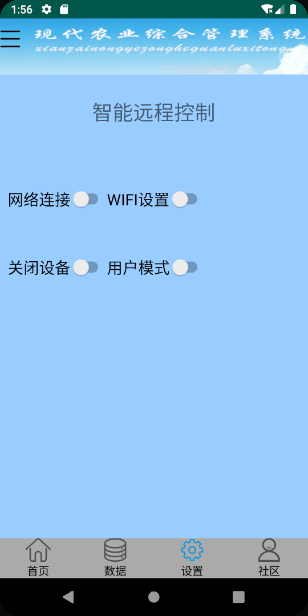 1:56
现代农业综合管理系统
xianzainongyezongheguanluxitong
智能远程控制
网络连接 WIFI设置
关闭设备 用户模式
首页 数据 设置 社区